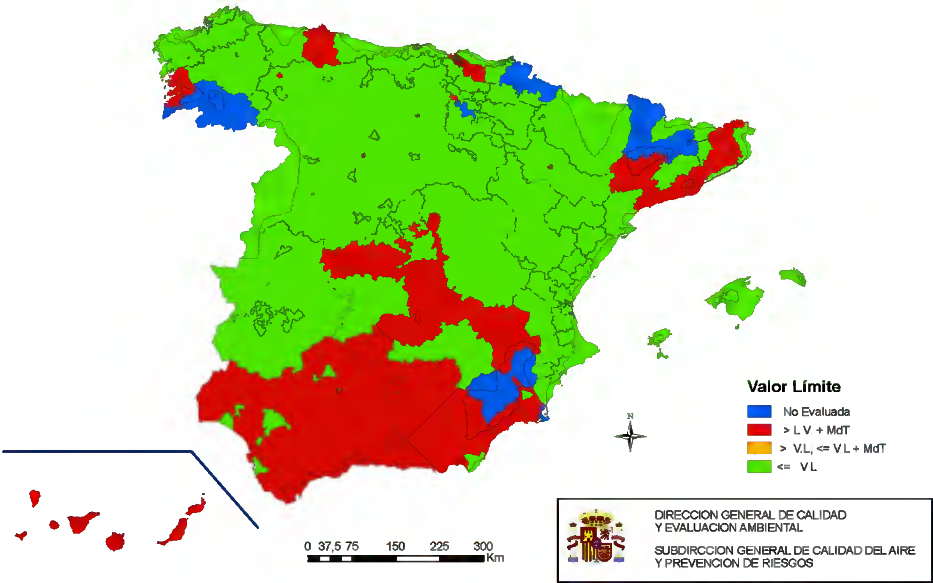 Valor Límite
No Evaluada
> L V + MdT
> V.L, <= V.L + MdT
<= V.L
N
0 37,5 75 150 225 300
Km
DIRECCION GENERAL DE CALIDAD
Y EVALUACION AMBIENTAL
SUBDIRCCION GENERAL DE CALIDAD DEL AIRE
Y PREVENCION DE RIESGOS